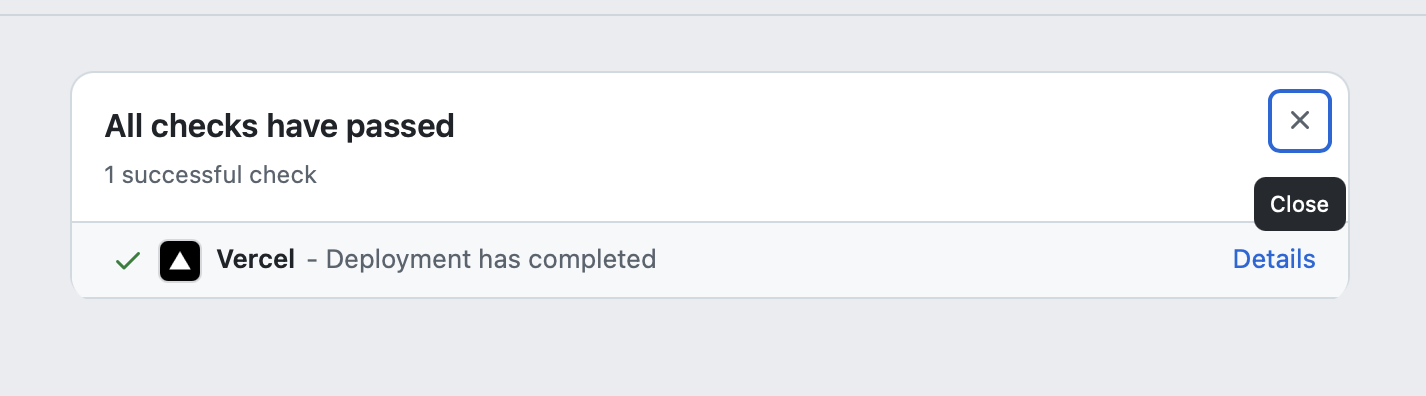 All checks have passed
1 successful check
Close
Vercel - Deployment has completed
Details